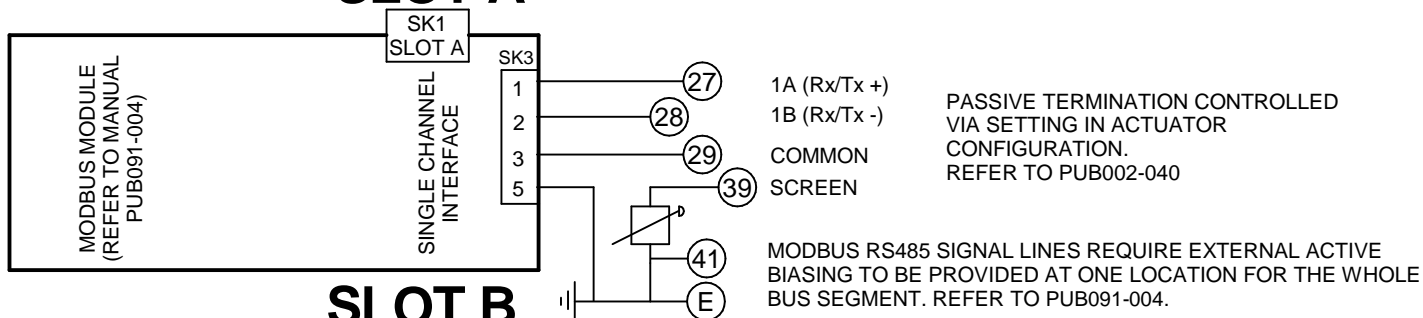 SLOT A
SK1
SLOT A
SK3
MODBUS MODULE
(REFER TO MANUAL
PUB091-004)
SINGLE CHANNEL
INTERFACE
1
2
3
5
27
28
29
39
41
E
1A (Rx/Tx +)
1B (Rx/Tx -)
COMMON
SCREEN
PASSIVE TERMINATION CONTROLLED
VIA SETTING IN ACTUATOR
CONFIGURATION.
REFER TO PUB002-040
MODBUS RS485 SIGNAL LINES REQUIRE EXTERNAL ACTIVE
BIASING TO BE PROVIDED AT ONE LOCATION FOR THE WHOLE
BUS SEGMENT. REFER TO PUB091-004.
SLOT B